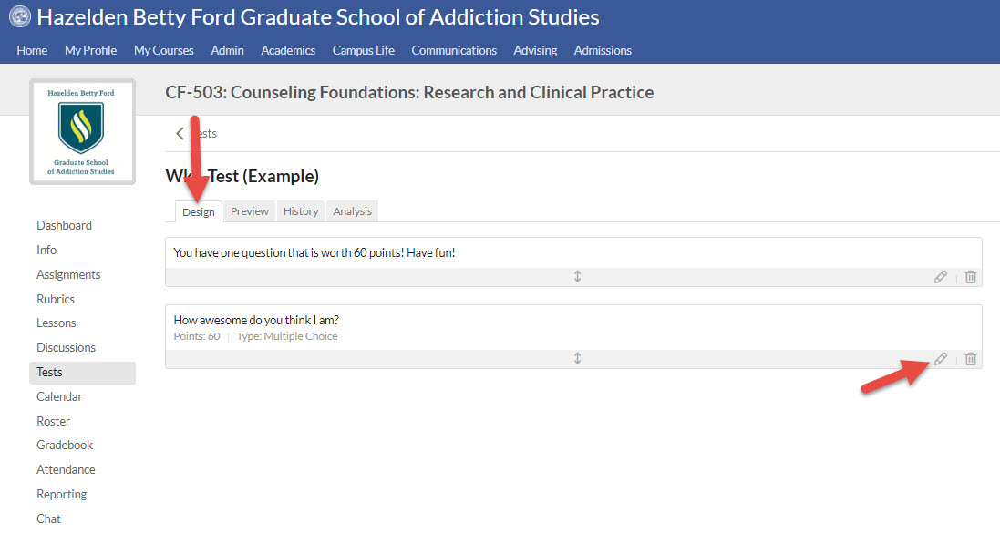 Hazelden Betty Ford Graduate School of Addiction Studies
Home My Profile My Courses Admin Academics Campus Life Communications Advising Admissions
Hazelden Betty Ford
Graduate School
of Addiction Studies
CF-503: Counseling Foundations: Research and Clinical Practice
Test (Example)
Design Preview History Analysis
You have one question that is worth 60 points! Have fun!
How awesome do you think I am?
Points: 60 | Type: Multiple Choice
Dashboard
Info
Assignments
Rubrics
Lessons
Discussions
Tests
Calendar
Roster
Gradebook
Attendance
Reporting
Chat